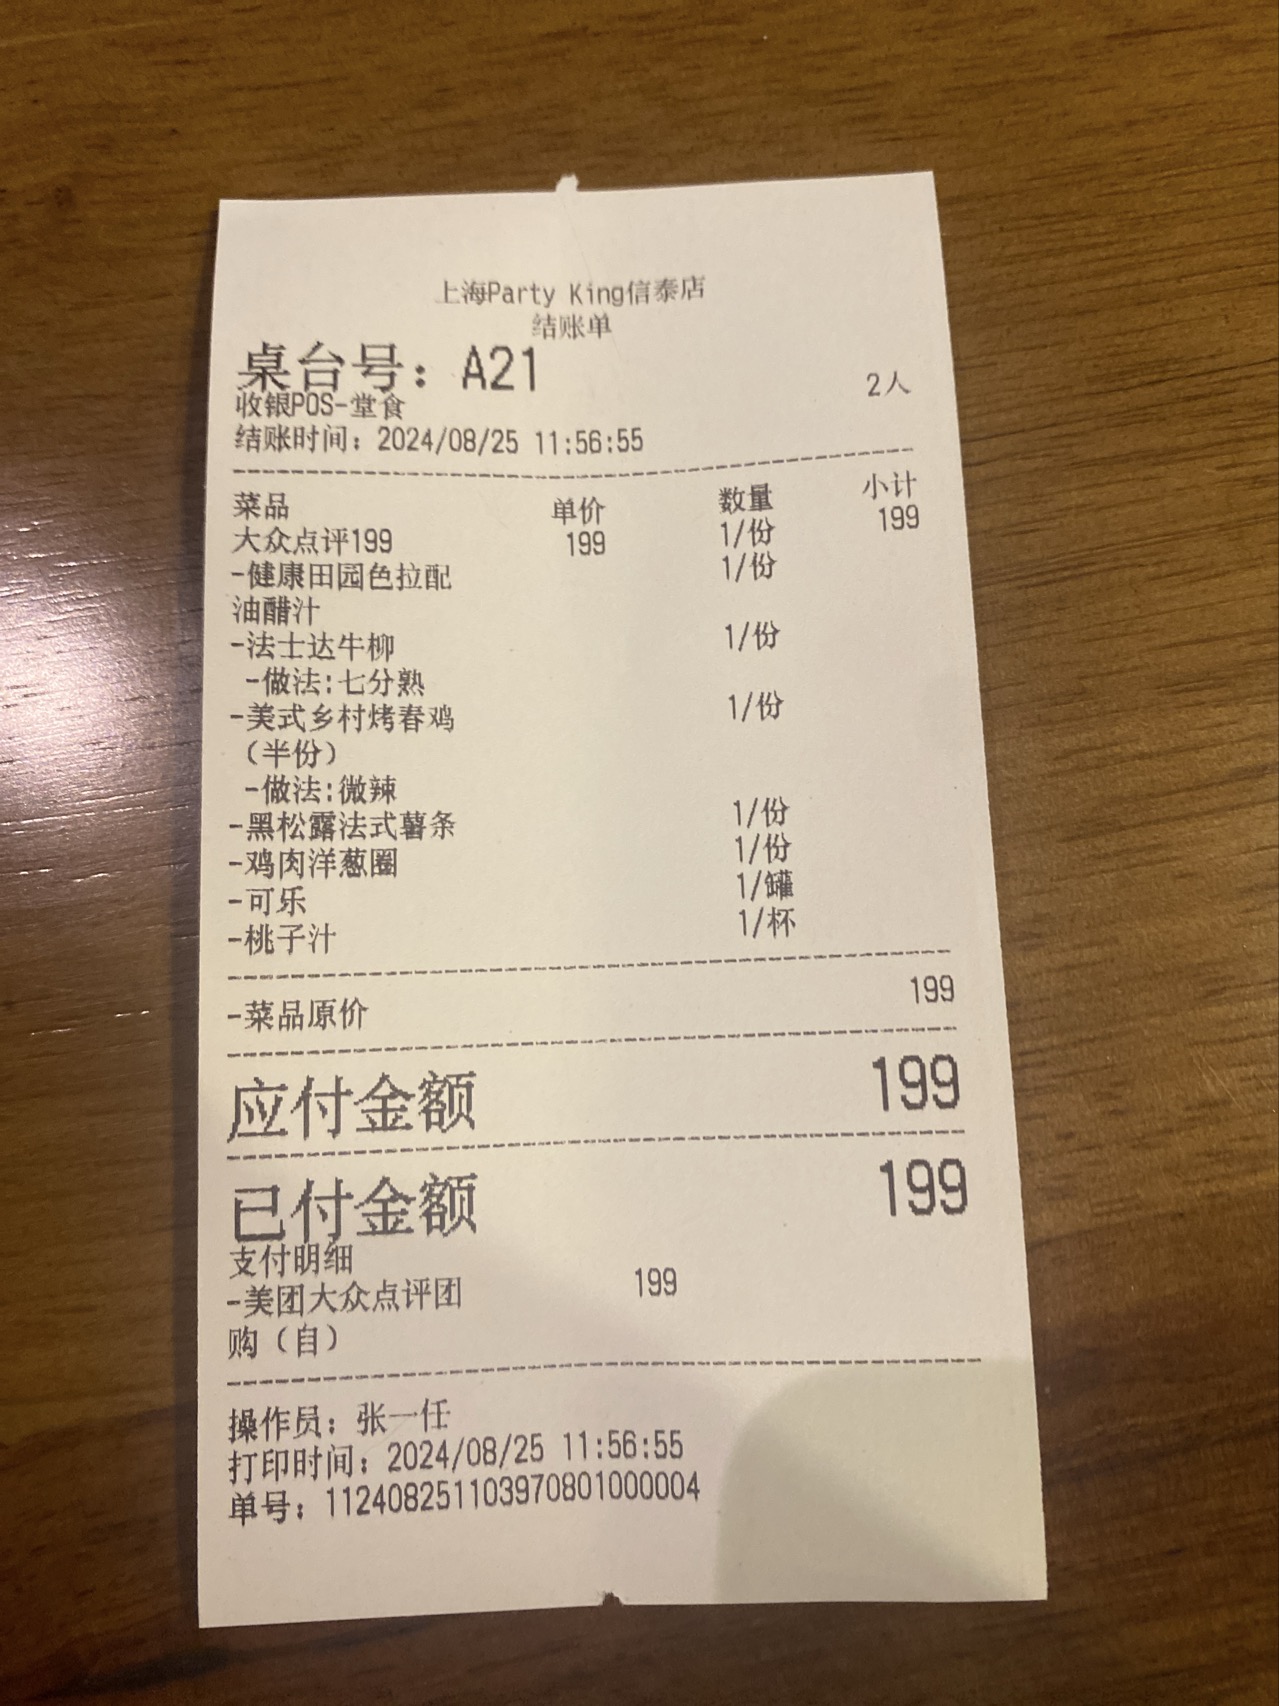 上海Party King信泰店
结账单
桌台号：A21
收银POS-堂食 2人
结账时间：2024/08/25 11:56:55
菜品 单价 数量 小计
大众点评199 199 1/份 199
-健康田园色拉配 1/份
油醋汁
-法士达牛柳 1/份
-做法:七分熟
-美式乡村烤春鸡 1/份
（半份）
-做法:微辣
-黑松露法式薯条 1/份
-鸡肉洋葱圈 1/份
-可乐 1/罐
-桃子汁 1/杯
-菜品原价 199
应付金额 199
已付金额 199
支付明细
-美团大众点评团 199
购（自）
操作员：张一任
打印时间：2024/08/25 11:56:55
单号：112408251103970801000004